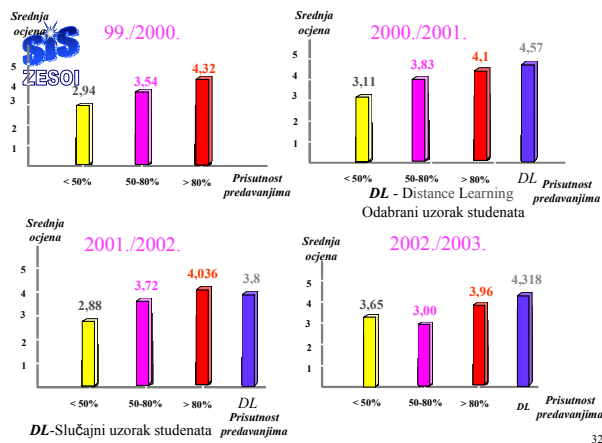 Srednja
ocjena
99./2000.
SiS
ZESOI
5
4
3
2
1
2,94
3,54
4,32
< 50%
50-80%
> 80%
Prisutnost
predavanjima
Srednja
ocjena
2000./2001.
5
4
3
2
1
3,11
3,83
4,1
4,57
< 50%
50-80%
> 80%
DL
Prisutnost
predavanjima
DL - Distance Learning
Odabrani uzorak studenata
Srednja
ocjena
2001./2002.
5
4
3
2
1
2,88
3,72
4,036
3,8
< 50%
50-80%
> 80%
DL
Prisutnost
predavanjima
DL-Slučajni uzorak studenata
Srednja
ocjena
2002./2003.
5
4
3
2
1
3,65
3,00
3,96
4,318
< 50%
50-80%
> 80%
DL
Prisutnost
predavanjima
32